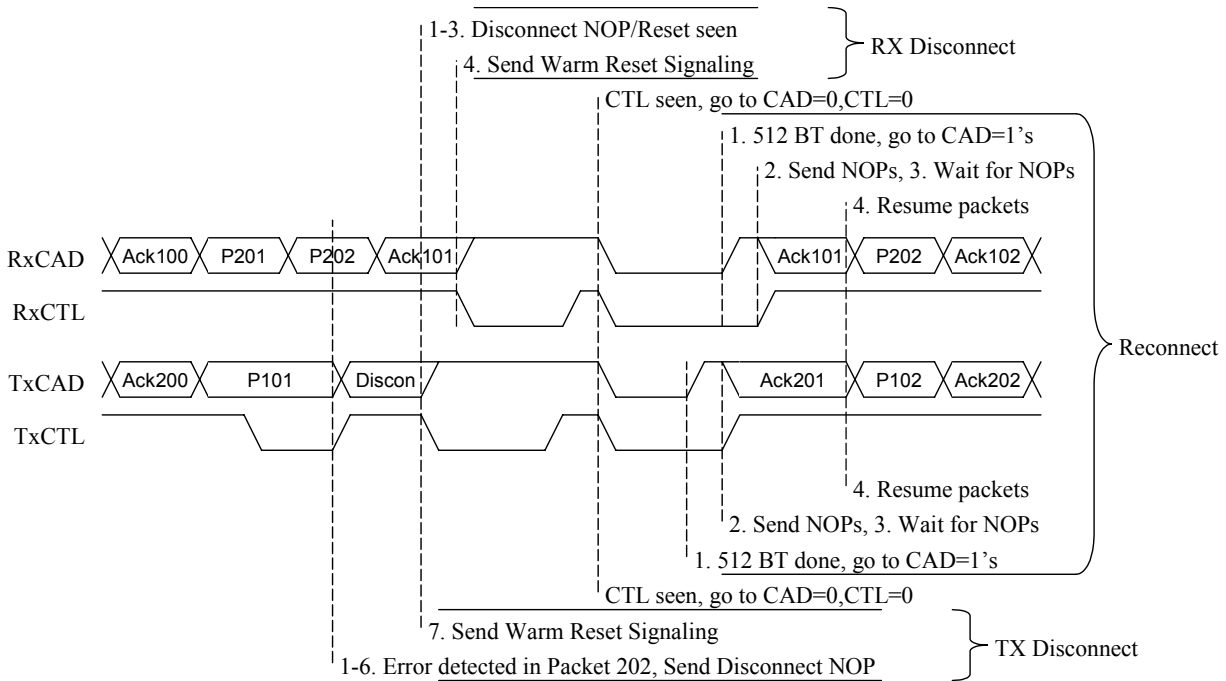 1-3. Disconnect NOP/Reset seen
RX Disconnect
4. Send Warm Reset Signaling
CTL seen, go to CAD=0,CTL=0
1. 512 BT done, go to CAD=1's
2. Send NOPs, 3. Wait for NOPs
4. Resume packets
RxCAD Ack100 P201 P202 Ack101 Ack101 P202 Ack102
RxCTL
Reconnect
TxCAD Ack200 P101 Discon Ack201 P102 Ack202
TxCTL
4. Resume packets
2. Send NOPs, 3. Wait for NOPs
1. 512 BT done, go to CAD=1's
CTL seen, go to CAD=0,CTL=0
7. Send Warm Reset Signaling
TX Disconnect
1-6. Error detected in Packet 202, Send Disconnect NOP